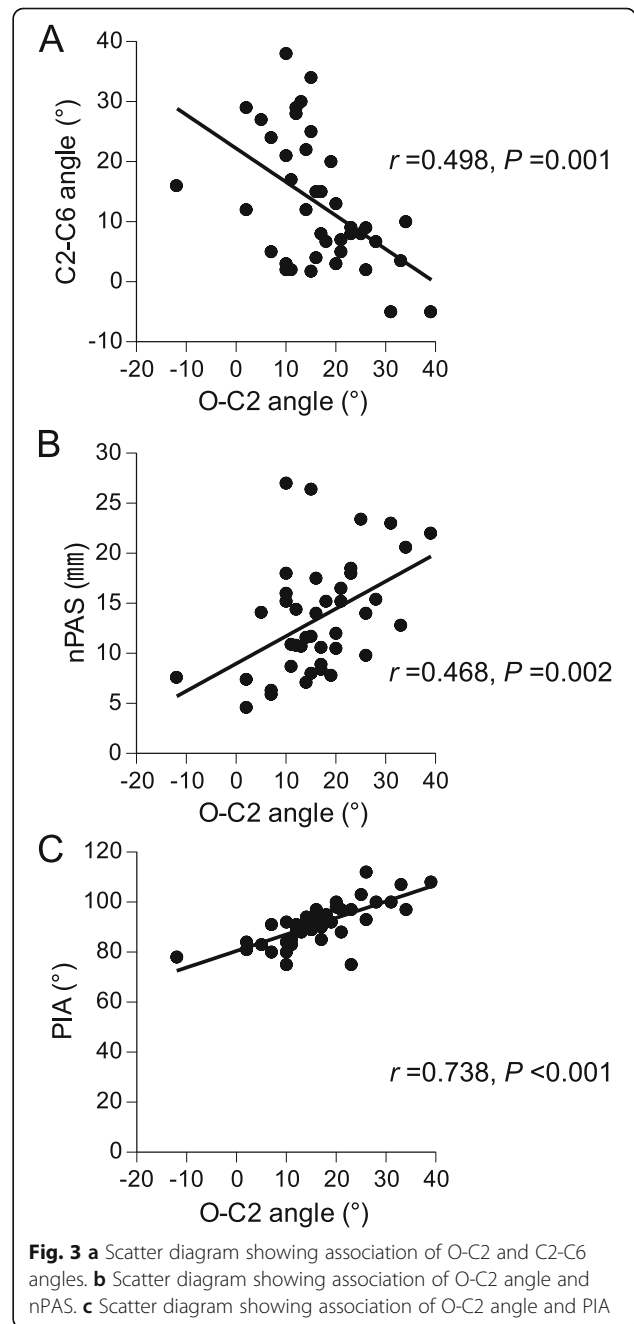 A
40
30
20
10
0
-10
C2-C6 angle (°)
r=0.498, P =0.001
-20 -10 0 10 20 30 40
O-C2 angle (°)
B
30
25
20
15
10
5
0
nPAS (mm)
r=0.468, P =0.002
-20 -10 0 10 20 30 40
O-C2 angle (°)
C
120
100
80
60
40
20
0
PIA (°)
r=0.738, P <0.001
-20 -10 0 10 20 30 40
O-C2 angle (°)
Fig. 3 a Scatter diagram showing association of O-C2 and C2-C6
angles. b Scatter diagram showing association of O-C2 angle and
nPAS. c Scatter diagram showing association of O-C2 angle and PIA